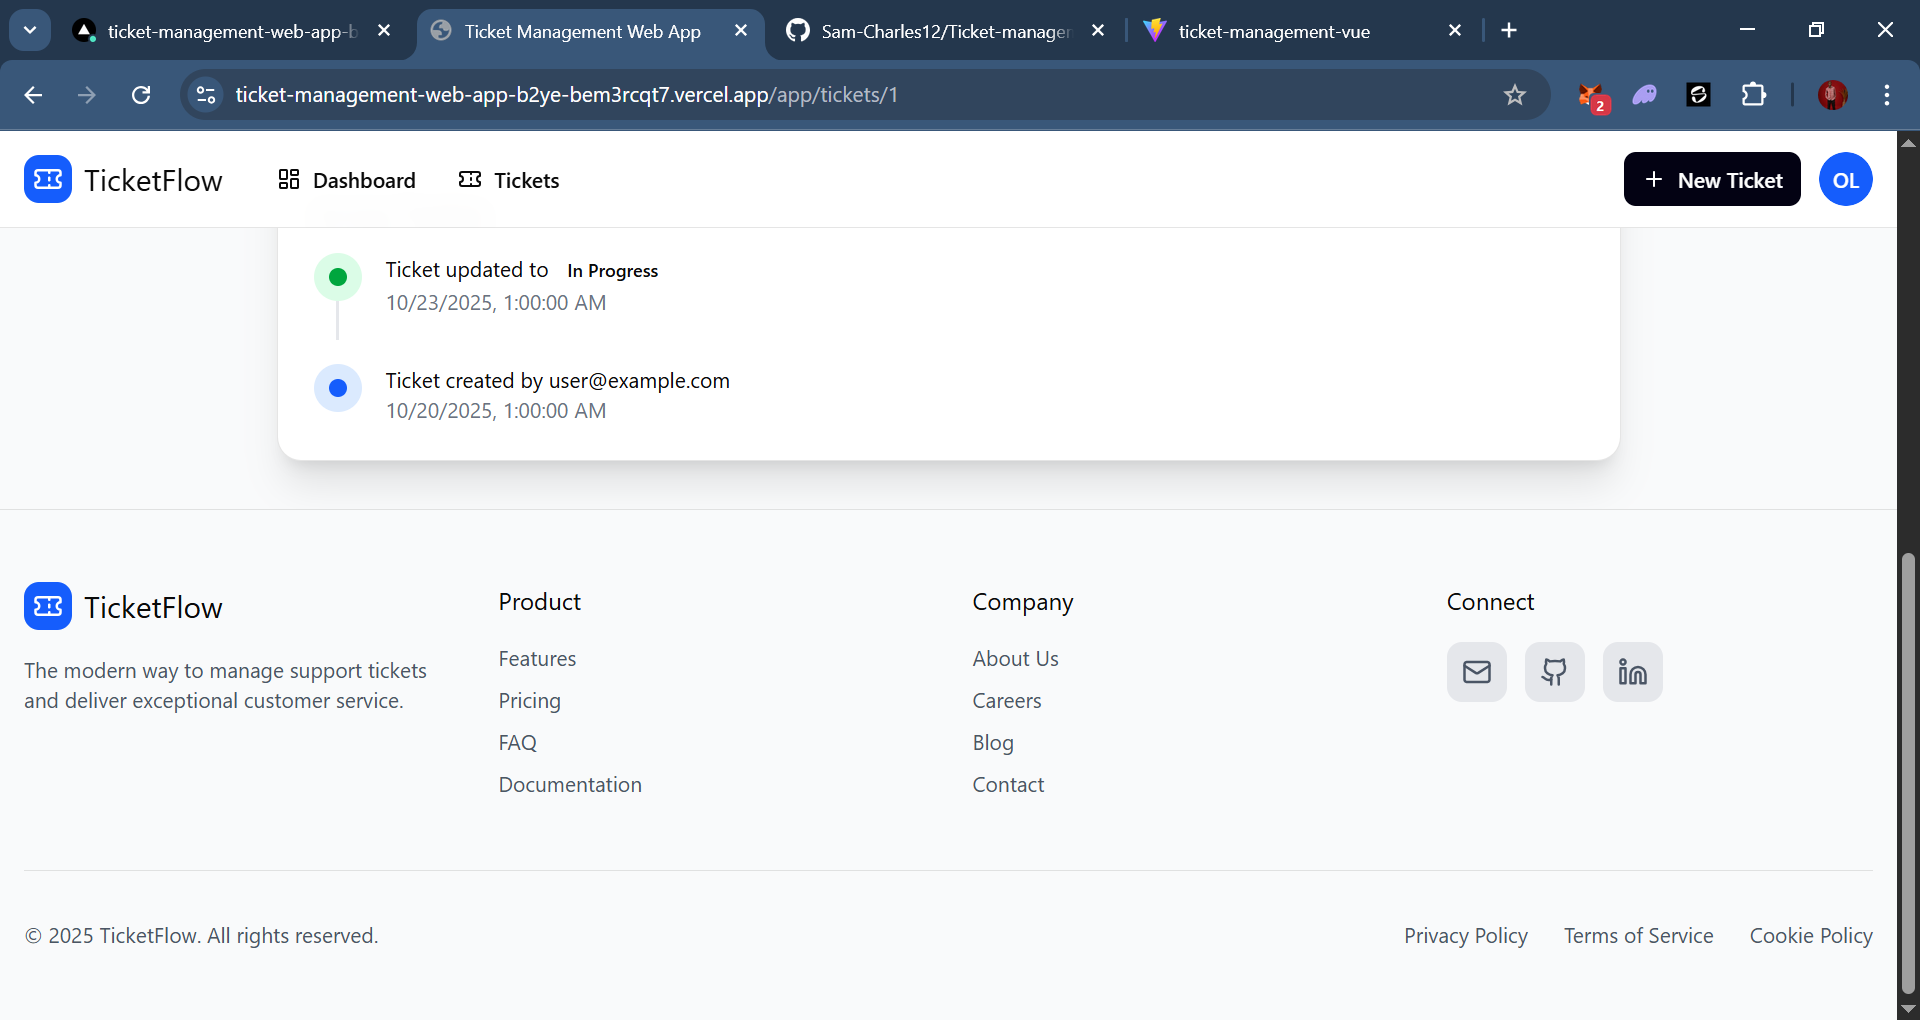 ticket-management-web-app-b
Ticket Management Web App
Sam-Charles12/Ticket-manager
ticket-management-vue
ticket-management-web-app-b2ye-bem3rcqt7.vercel.app/app/tickets/1
2
TicketFlow
Dashboard
Tickets
New Ticket
OL
Ticket updated to In Progress
10/23/2025, 1:00:00 AM
Ticket created by user@example.com
10/20/2025, 1:00:00 AM
TicketFlow
The modern way to manage support tickets
and deliver exceptional customer service.
Product
Features
Pricing
FAQ
Documentation
Company
About Us
Careers
Blog
Contact
Connect
© 2025 TicketFlow. All rights reserved.
Privacy Policy
Terms of Service
Cookie Policy